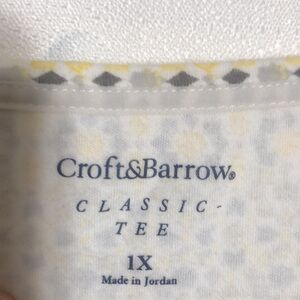 Croft&Barrow®
CLASSIC-
TEE
1X
Made in Jordan